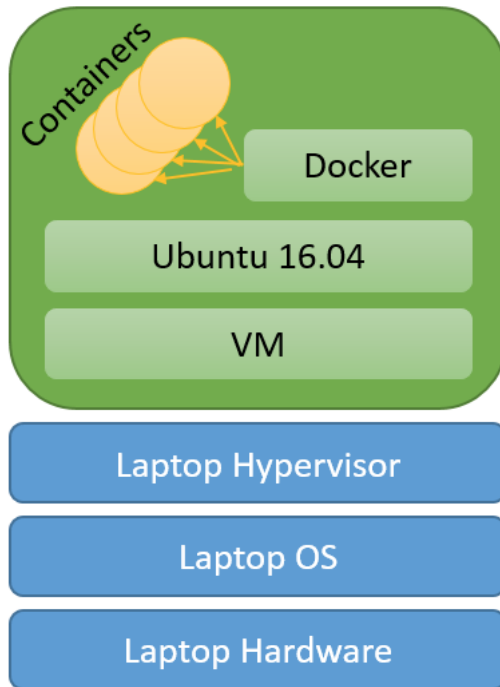 Containers
Docker
Ubuntu 16.04
VM
Laptop Hypervisor
Laptop OS
Laptop Hardware